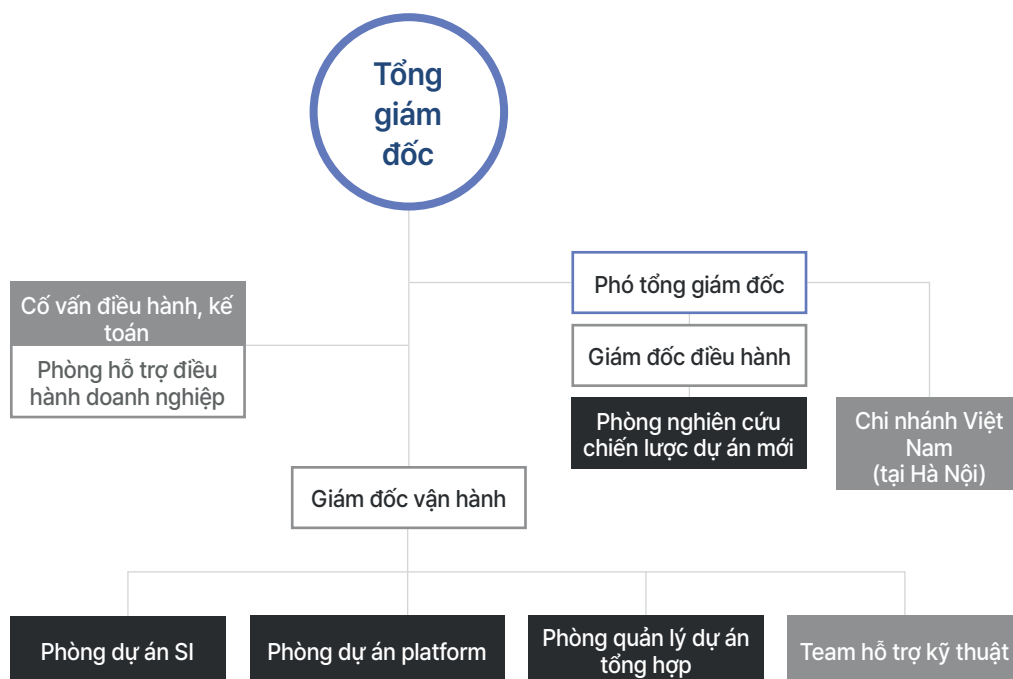 Tổng
giám
đốc
Phó tổng giám đốc
Cố vấn điều hành, kế
toán
Phòng hỗ trợ điều
hành doanh nghiệp
Giám đốc điều hành
Phòng nghiên cứu
chiến lược dự án mới
Chi nhánh Việt
Nam
(tại Hà Nội)
Giám đốc vận hành
Phòng dự án SI
Phòng dự án platform
Phòng quản lý dự án
tổng hợp
Team hỗ trợ kỹ thuật